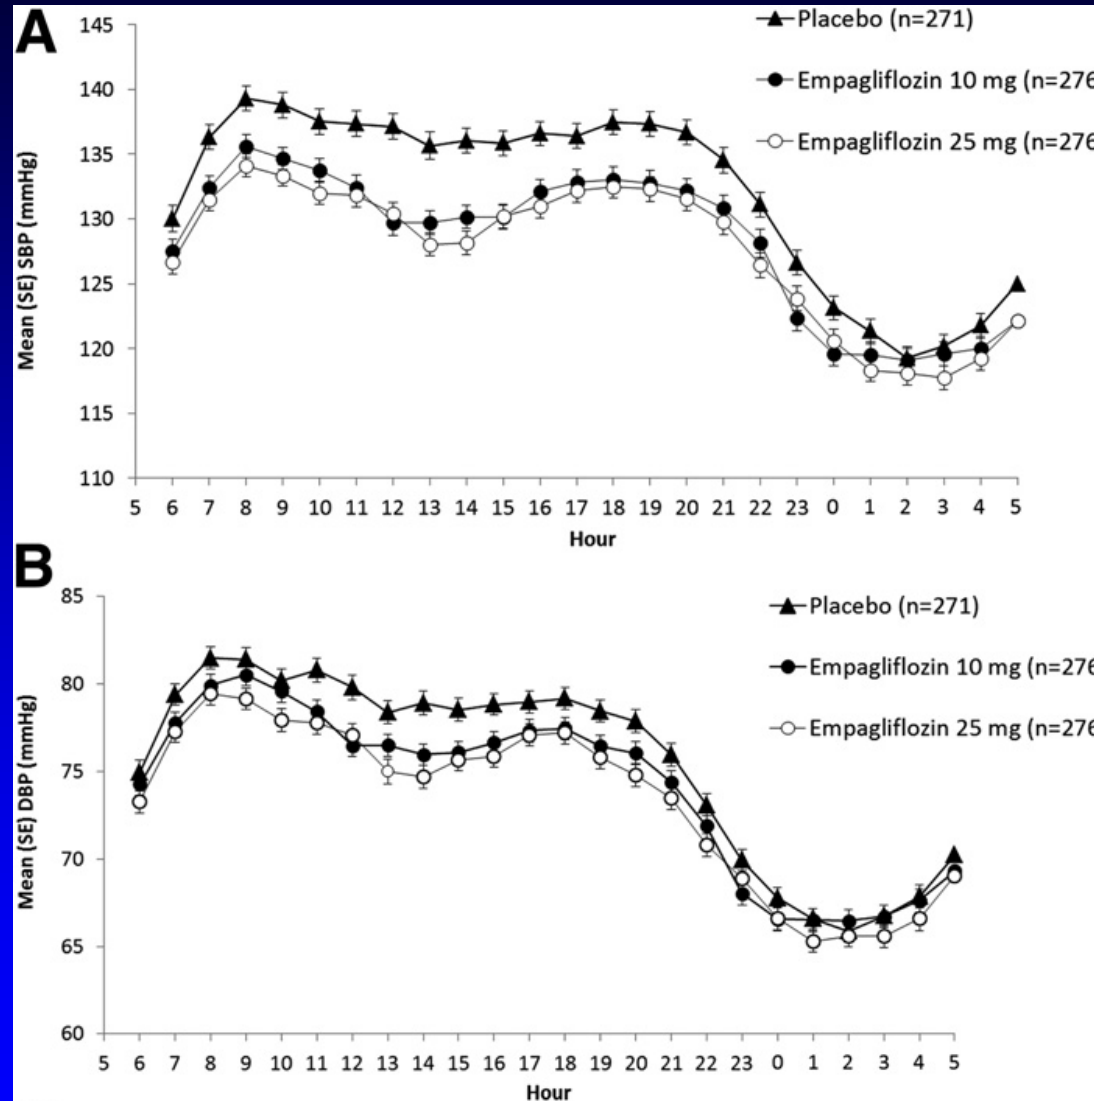 A
145
Placebo (n=271)
140
Empagliflozin 10 mg (n=276
135
Empagliflozin 25 mg (n=276
130
125
120
115
110
Mean (SE) SBP (mmHg)
5 6 7 8 9 10 11 12 13 14 15 16 17 18 19 20 21 22 23 0 1 2 3 4 5
Hour
B
85
Placebo (n=271)
80
Empagliflozin 10 mg (n=276
75
Empagliflozin 25 mg (n=276
70
65
60
Mean (SE) DBP (mmHg)
5 6 7 8 9 10 11 12 13 14 15 16 17 18 19 20 21 22 23 0 1 2 3 4 5
Hour